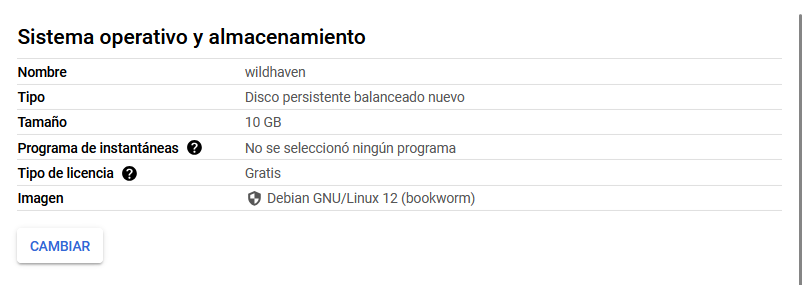 Sistema operativo y almacenamiento
Nombre wildhaven
Tipo Disco persistente balanceado nuevo
Tamaño 10 GB
Programa de instantáneas ? No se seleccionó ningún programa
Tipo de licencia ? Gratis
Imagen Debian GNU/Linux 12 (bookworm)
CAMBIAR